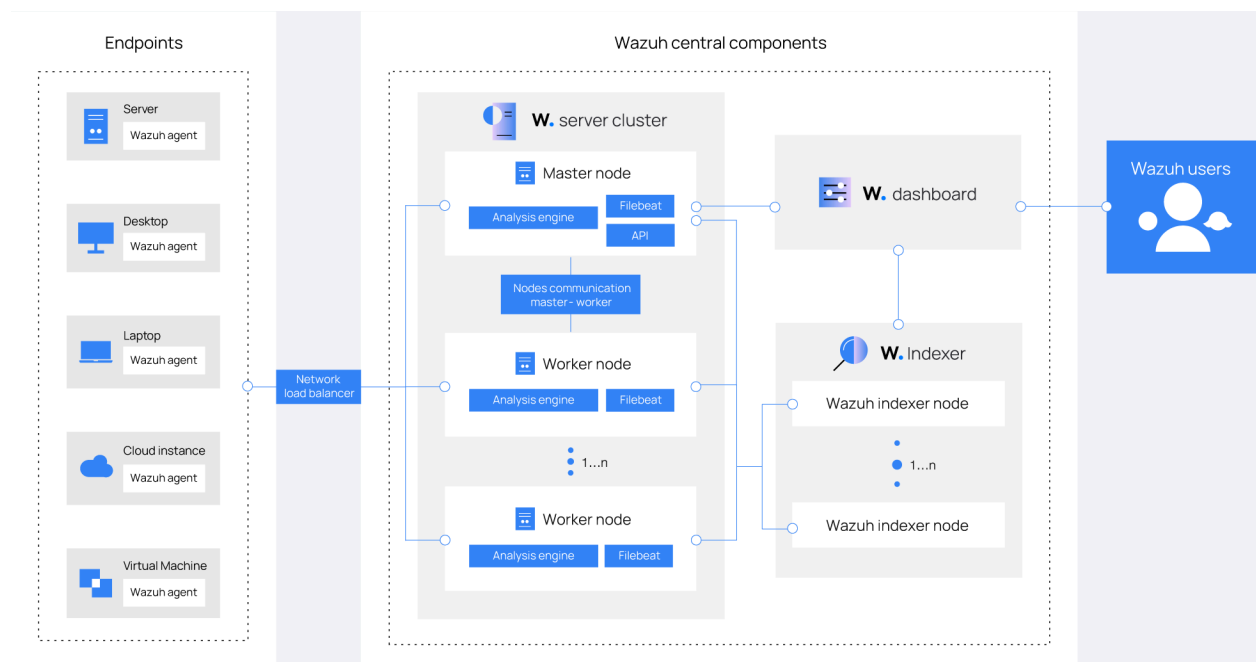 Endpoints
Server
Wazuh agent
Desktop
Wazuh agent
Laptop
Wazuh agent
Cloud instance
Wazuh agent
Virtual Machine
Wazuh agent
Network
load balancer
Wazuh central components
W. server cluster
Master node
Analysis engine
Filebeat
API
Nodes communication
master- worker
Worker node
Analysis engine
Filebeat
1...n
Worker node
Analysis engine
Filebeat
W. dashboard
W. Indexer
Wazuh indexer node
1...n
Wazuh indexer node
Wazuh users